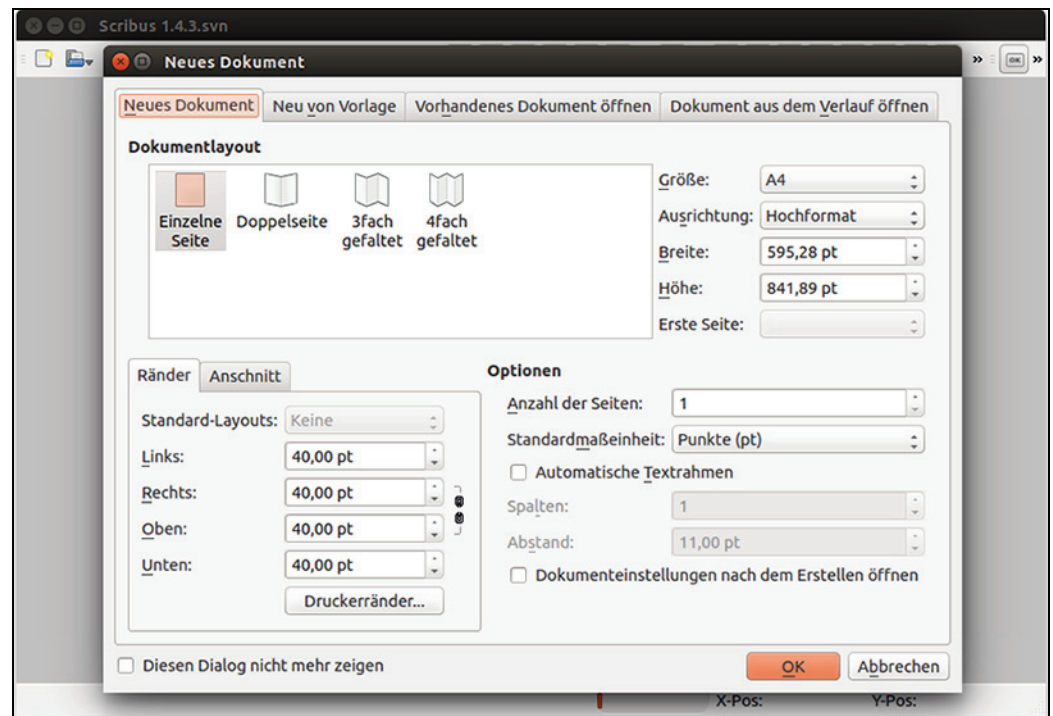 Scribus 1.4.3.svn
» OK »
Neues Dokument
Neues Dokument Neu von Vorlage Vorhandenes Dokument öffnen Dokument aus dem Verlauf öffnen
Dokumentlayout
Einzelne Seite
Doppelseite
3fach gefaltet
4fach gefaltet
Größe: A4
Ausrichtung: Hochformat
Breite: 595,28 pt
Höhe: 841,89 pt
Erste Seite:
Ränder Anschnitt
Standard-Layouts: Keine
Links: 40,00 pt
Rechts: 40,00 pt
Oben: 40,00 pt
Unten: 40,00 pt
Druckerränder...
Optionen
Anzahl der Seiten: 1
Standardmaßeinheit: Punkte (pt)
Automatische Textrahmen
Spalten: 1
Abstand: 11,00 pt
Dokumenteinstellungen nach dem Erstellen öffnen
Diesen Dialog nicht mehr zeigen
OK Abbrechen
X-Pos: Y-Pos: